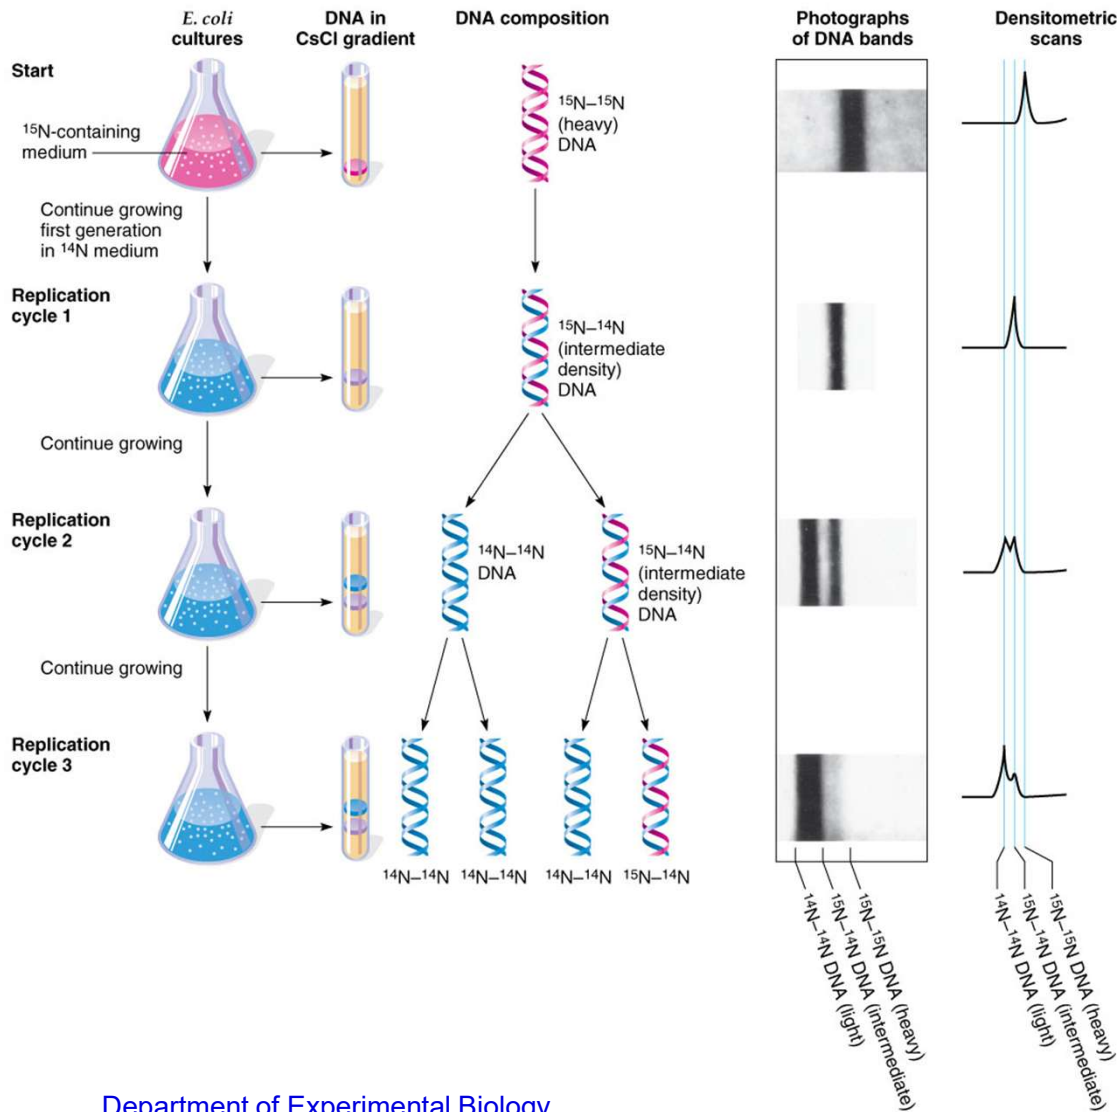 E. coli
cultures
DNA in
CsCl gradient
DNA composition
Photographs
of DNA bands
Densitometric
scans
Start
¹⁵N-containing
medium
¹⁵N–¹⁵N
(heavy)
DNA
Continue growing
first generation
in ¹⁴N medium
Replication
cycle 1
¹⁵N–¹⁴N
(intermediate
density)
DNA
Continue growing
Replication
cycle 2
¹⁴N–¹⁴N
DNA
¹⁵N–¹⁴N
(intermediate
density)
DNA
Continue growing
Replication
cycle 3
¹⁴N–¹⁴N
¹⁴N–¹⁴N
¹⁴N–¹⁴N
¹⁵N–¹⁴N
¹⁴N–¹⁴N DNA (light)
¹⁵N–¹⁴N DNA (intermediate)
¹⁵N–¹⁵N DNA (heavy)
¹⁴N–¹⁴N DNA (light)
¹⁵N–¹⁴N DNA (intermediate)
¹⁵N–¹⁵N DNA (heavy)
Department of Experimental Biology